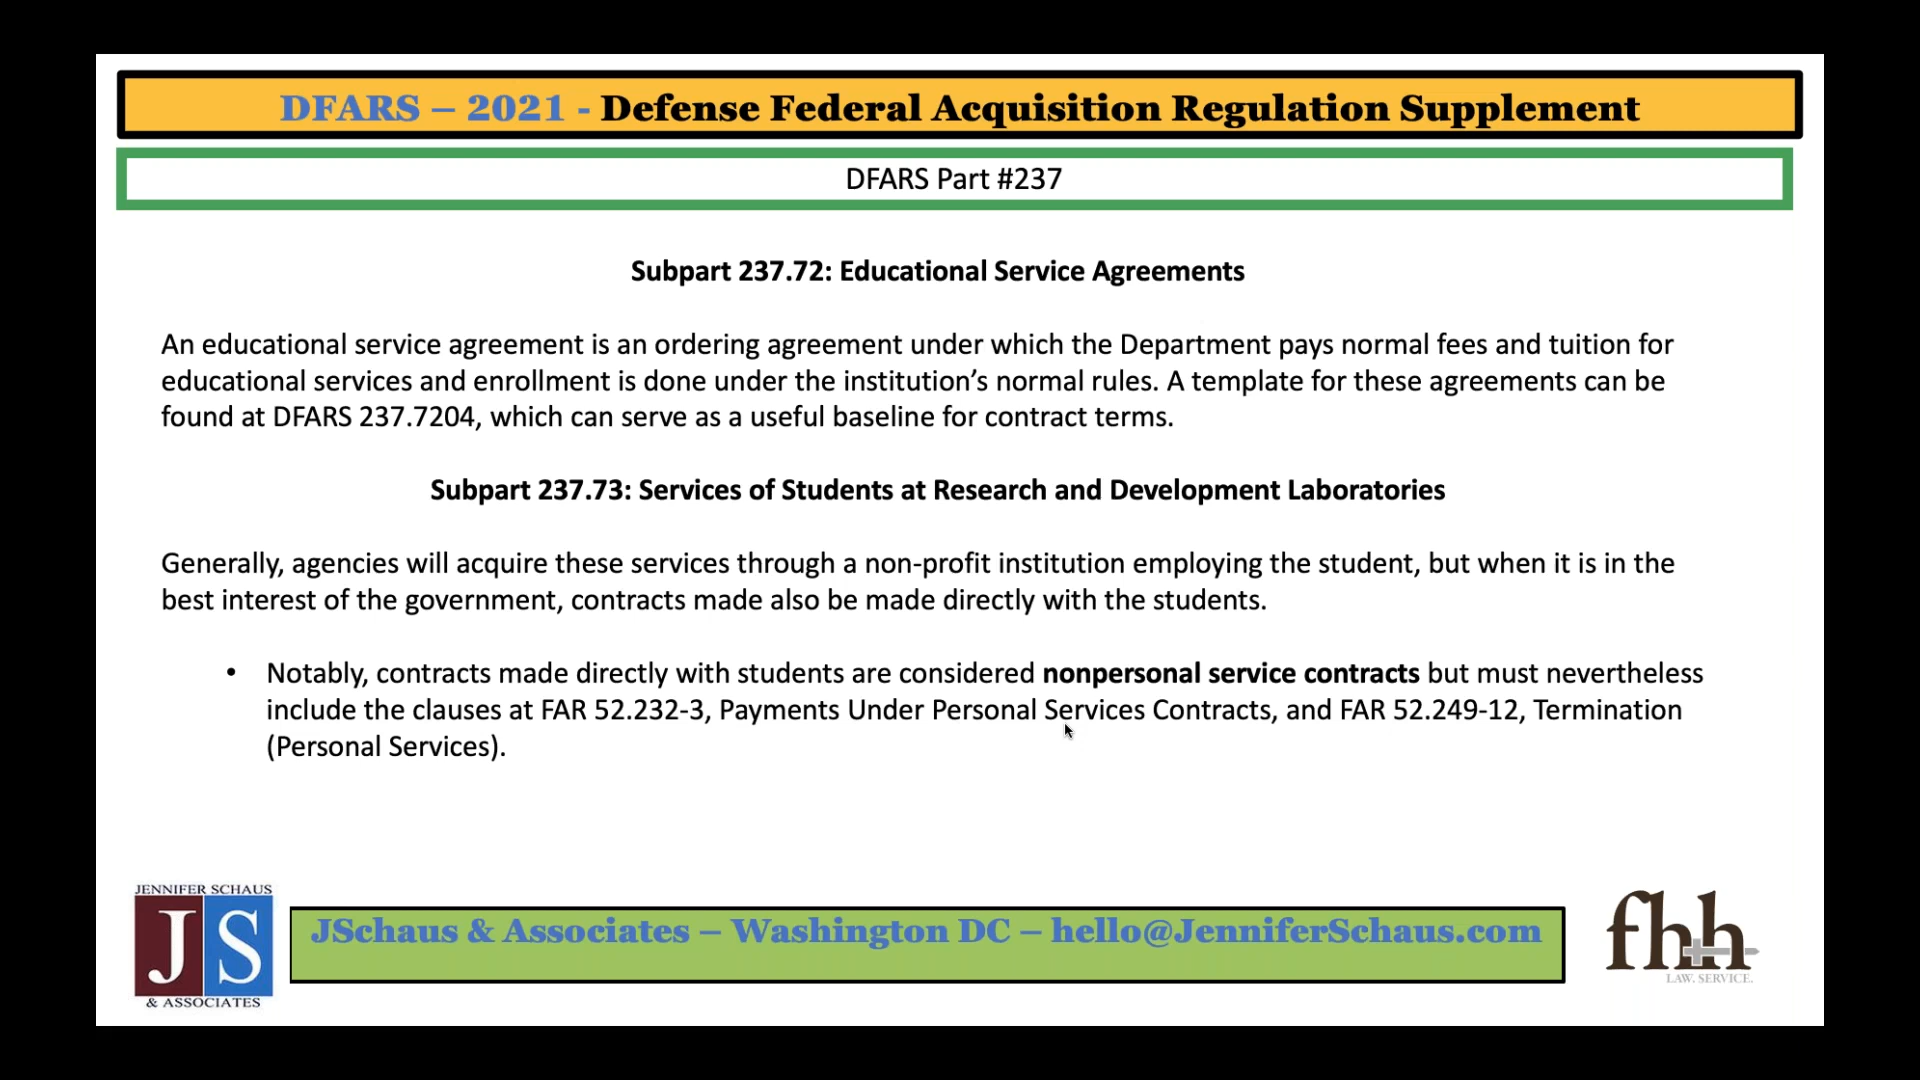 DFARS – 2021 - Defense Federal Acquisition Regulation Supplement
DFARS Part #237
Subpart 237.72: Educational Service Agreements
An educational service agreement is an ordering agreement under which the Department pays normal fees and tuition for
educational services and enrollment is done under the institution’s normal rules. A template for these agreements can be
found at DFARS 237.7204, which can serve as a useful baseline for contract terms.
Subpart 237.73: Services of Students at Research and Development Laboratories
Generally, agencies will acquire these services through a non-profit institution employing the student, but when it is in the
best interest of the government, contracts made also be made directly with the students.
• Notably, contracts made directly with students are considered nonpersonal service contracts but must nevertheless
include the clauses at FAR 52.232-3, Payments Under Personal Services Contracts, and FAR 52.249-12, Termination
(Personal Services).
JENNIFER SCHAUS
JS
& ASSOCIATES
JSchaus & Associates – Washington DC – hello@JenniferSchaus.com
fhh
LAW. SERVICE.